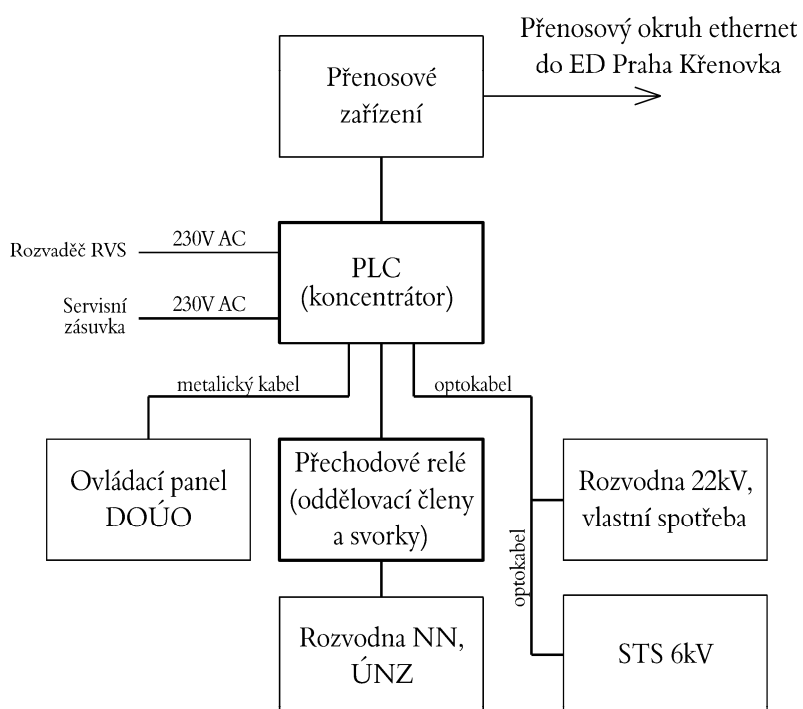 Přenosový okruh ethernet
do ED Praha Křenovka
Přenosové
zařízení
Rozvaděč RVS
230V AC
PLC
(koncentrátor)
Servisní
zásuvka
230V AC
metalický kabel
optokabel
Ovládací panel
DOÚO
Přechodové relé
(oddělovací členy
a svorky)
Rozvodna 22kV,
vlastní spotřeba
optokabel
Rozvodna NN,
ÚNZ
STS 6kV